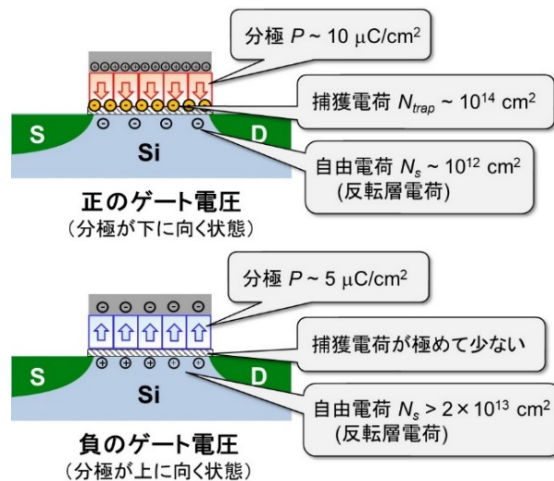 分極 P ~ 10 μC/cm²
捕獲電荷 Ntrap ~ 10¹⁴ cm²
S
D
Si
自由電荷 Ns ~ 10¹² cm²
(反転層電荷)
正のゲート電圧
(分極が下に向く状態)
分極 P ~ 5 μC/cm²
捕獲電荷が極めて少ない
S
D
Si
自由電荷 Ns > 2×10¹³ cm²
(反転層電荷)
負のゲート電圧
(分極が上に向く状態)